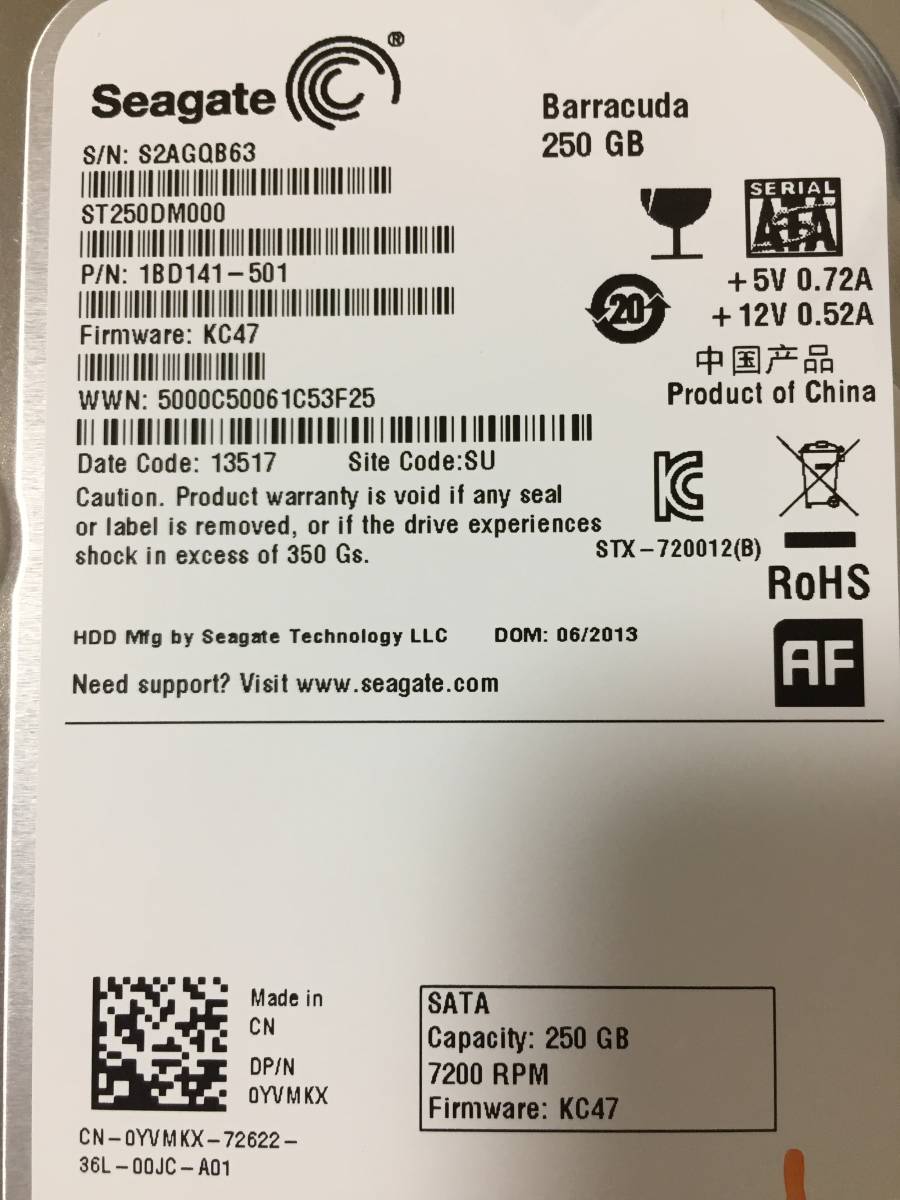 Seagate®
Barracuda
250 GB
S/N: S2AGQB63
ST250DM000
P/N: 1BD141-501
Firmware: KC47
WWN: 5000C50061C53F25
Date Code: 13517 Site Code:SU
SERIAL
ATA
+5V 0.72A
+12V 0.52A
20
中国产品
Product of China
Caution. Product warranty is void if any seal
or label is removed, or if the drive experiences
shock in excess of 350 Gs.
STX-720012(B)
RoHS
HDD Mfg by Seagate Technology LLC DOM: 06/2013
AF
Need support? Visit www.seagate.com
Made in
CN
DP/N
0YVMKX
CN-0YVMKX-72622-
36L-00JC-A01
SATA
Capacity: 250 GB
7200 RPM
Firmware: KC47